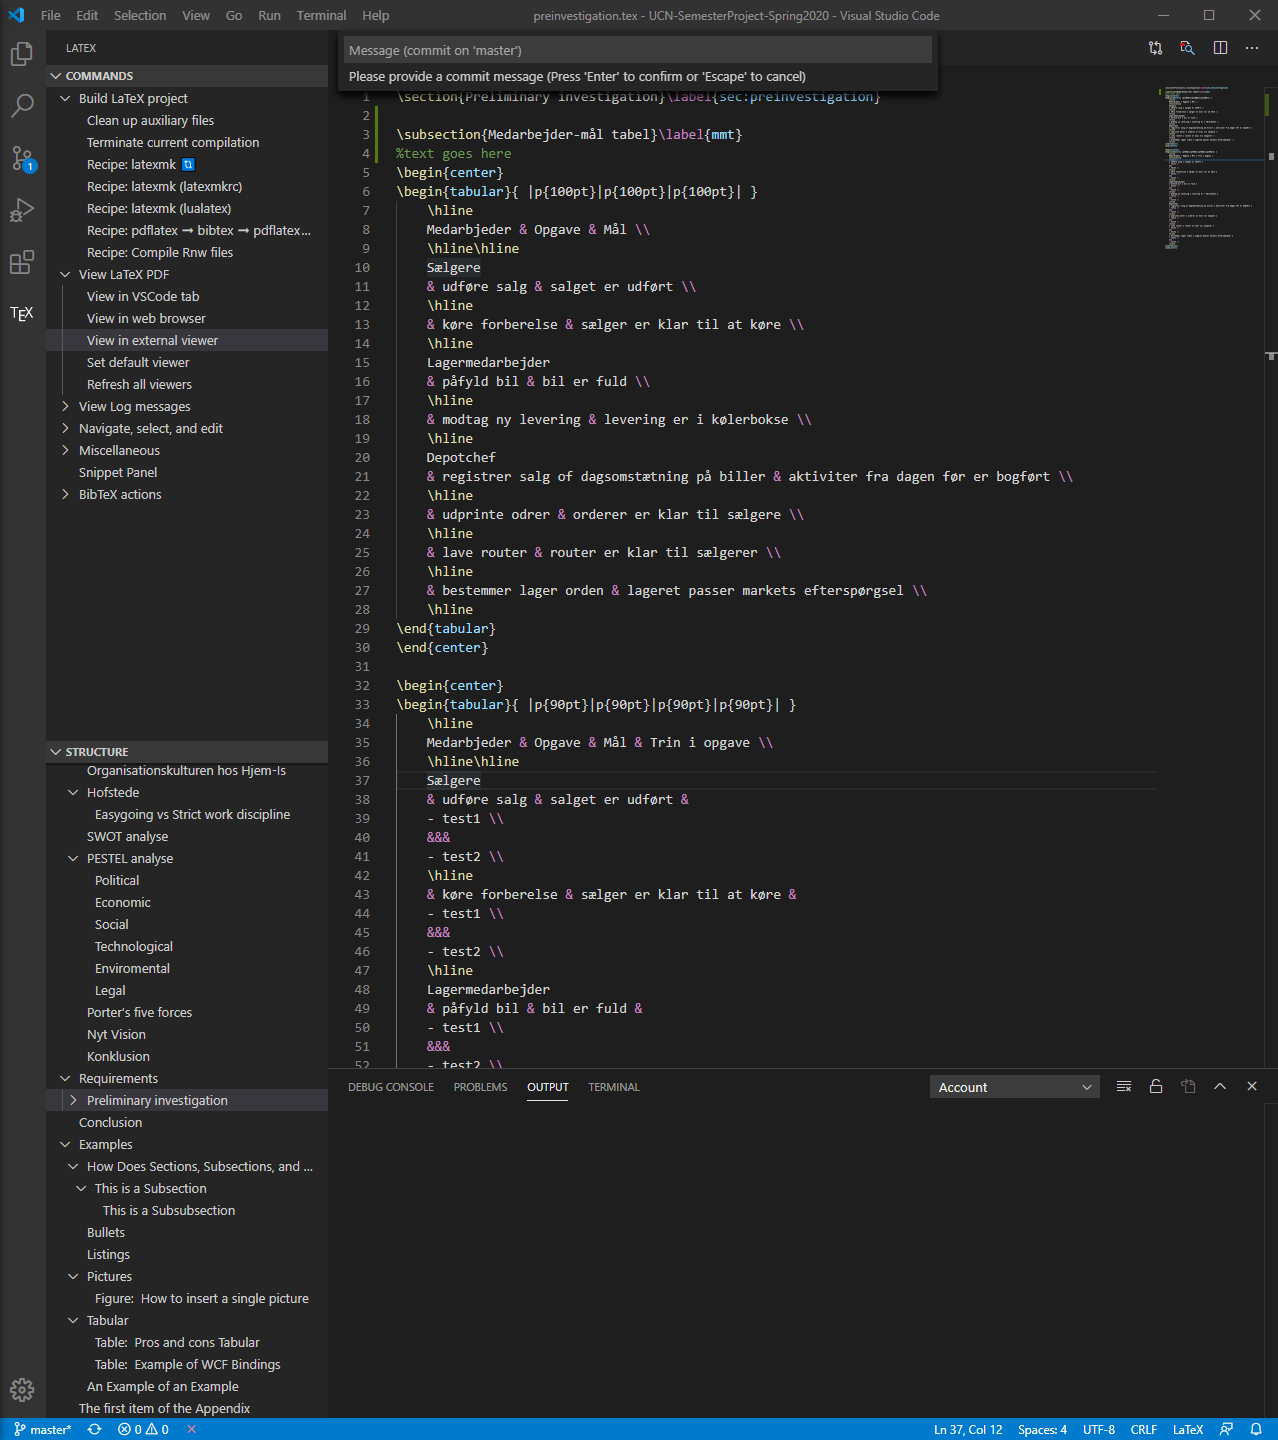 File Edit Selection View Go Run Terminal Help preinvestigation.tex - UCN-SemesterProject-Spring2020 - Visual Studio Code
LATEX
COMMANDS
Build LaTeX project
Clean up auxiliary files
Terminate current compilation
Recipe: latexmk
Recipe: latexmk (latexmkrc)
Recipe: latexmk (lualatex)
Recipe: pdflatex ➞ bibtex ➞ pdflatex...
Recipe: Compile Rnw files
View LaTeX PDF
View in VSCode tab
View in web browser
View in external viewer
Set default viewer
Refresh all viewers
View Log messages
Navigate, select, and edit
Miscellaneous
Snippet Panel
BibTeX actions
1
TEX
STRUCTURE
Organisationskulturen hos Hjem-Is
Hofstede
Easygoing vs Strict work discipline
SWOT analyse
PESTEL analyse
Political
Economic
Social
Technological
Enviromental
Legal
Porter's five forces
Nyt Vision
Konklusion
Requirements
Preliminary investigation
Conclusion
Examples
How Does Sections, Subsections, and ...
This is a Subsection
This is a Subsubsection
Bullets
Listings
Pictures
Figure: How to insert a single picture
Tabular
Table: Pros and cons Tabular
Table: Example of WCF Bindings
An Example of an Example
The first item of the Appendix
Message (commit on 'master')
Please provide a commit message (Press 'Enter' to confirm or 'Escape' to cancel)
1 \section{Preliminary investigation}\label{sec:preinvestigation}
2
3 \subsection{Medarbejder-mål tabel}\label{mmt}
4 %text goes here
5 \begin{center}
6 \begin{tabular}{ |p{100pt}|p{100pt}|p{100pt}| }
7 \hline
8 Medarbjeder & Opgave & Mål \\
9 \hline\hline
10 Sælgere
11 & udføre salg & salget er udført \\
12 \hline
13 & køre forberelse & sælger er klar til at køre \\
14 \hline
15 Lagermedarbejder
16 & påfyld bil & bil er fuld \\
17 \hline
18 & modtag ny levering & levering er i kølerbokse \\
19 \hline
20 Depotchef
21 & registrer salg of dagsomstætning på biller & aktiviter fra dagen før er bogført \\
22 \hline
23 & udprinte odrer & orderer er klar til sælgere \\
24 \hline
25 & lave router & router er klar til sælgerer \\
26 \hline
27 & bestemmer lager orden & lageret passer markets efterspørgsel \\
28 \hline
29 \end{tabular}
30 \end{center}
31
32 \begin{center}
33 \begin{tabular}{ |p{90pt}|p{90pt}|p{90pt}|p{90pt}| }
34 \hline
35 Medarbjeder & Opgave & Mål & Trin i opgave \\
36 \hline\hline
37 Sælgere
38 & udføre salg & salget er udført &
39 - test1 \\
40 &&&
41 - test2 \\
42 \hline
43 & køre forberelse & sælger er klar til at køre &
44 - test1 \\
45 &&&
46 - test2 \\
47 \hline
48 Lagermedarbejder
49 & påfyld bil & bil er fuld &
50 - test1 \\
51 &&&
52 - test2 \\
DEBUG CONSOLE PROBLEMS OUTPUT TERMINAL Account
master* 0 0 Ln 37, Col 12 Spaces: 4 UTF-8 CRLF LaTeX